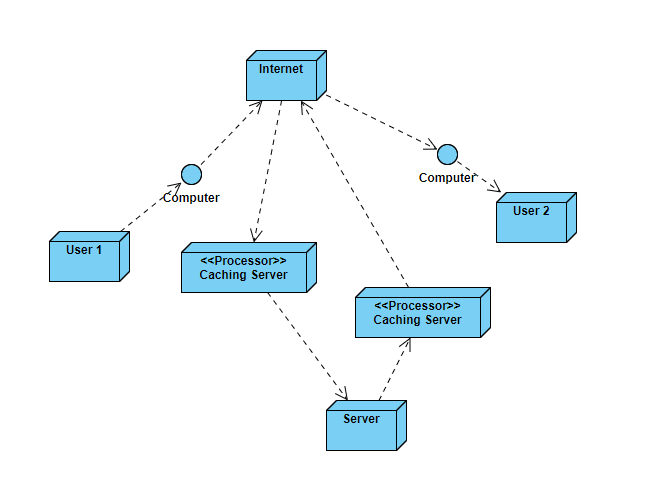 Internet
Computer
Computer
User 1
User 2
<<Processor>>
Caching Server
<<Processor>>
Caching Server
Server